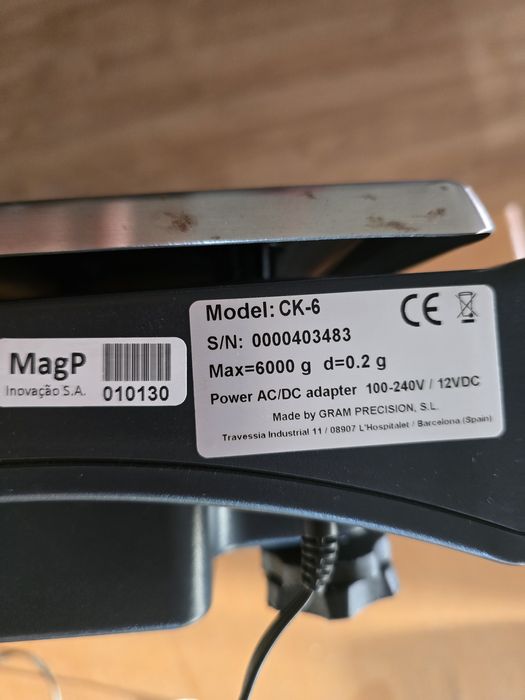 MagP
Inovação S.A.
010130
Model: CK-6
S/N: 0000403483
Max=6000 g d=0.2 g
Power AC/DC adapter 100-240V / 12VDC
Made by GRAM PRECISION, S.L.
Travessia Industrial 11 / 08907 L'Hospitalet / Barcelona (Spain)
CE